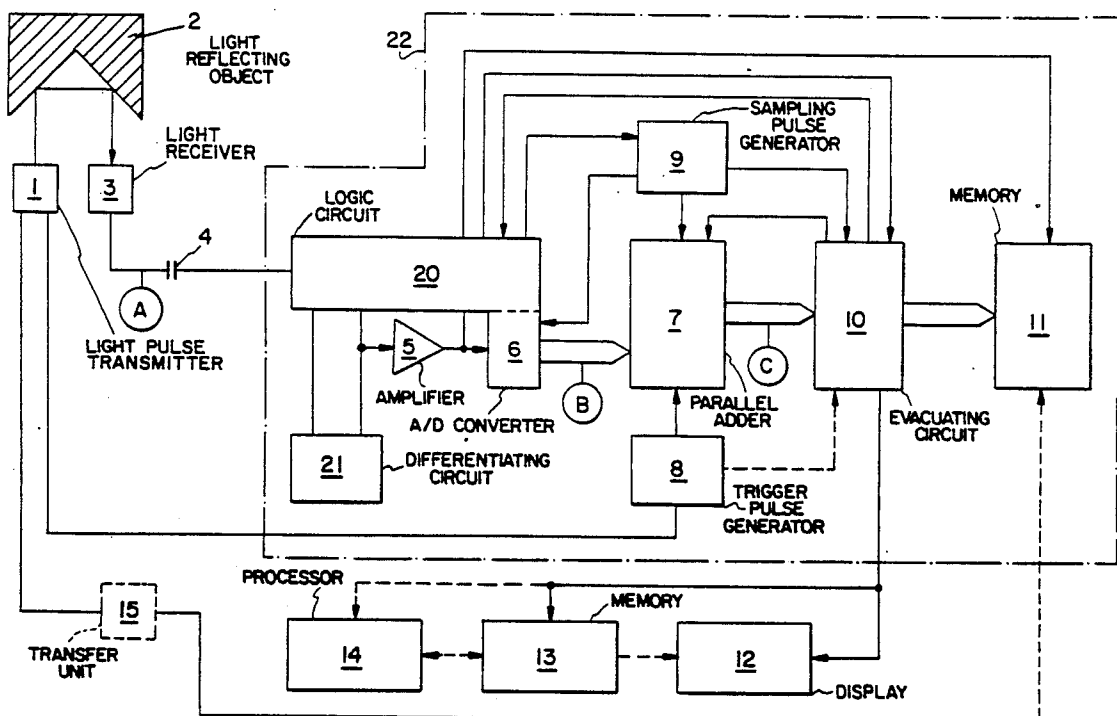 2
LIGHT
REFLECTING
OBJECT
22
SAMPLING
PULSE
GENERATOR
LIGHT
RECEIVER
1
3
9
LOGIC
CIRCUIT
MEMORY
4
20
A
7
10
11
C
LIGHT PULSE
TRANSMITTER
5
6
AMPLIFIER
B
PARALLEL
ADDER
A/D CONVERTER
EVACUATING
CIRCUIT
21
DIFFERENTIATING
CIRCUIT
8
TRIGGER
PULSE
GENERATOR
PROCESSOR
MEMORY
15
TRANSFER
UNIT
14
13
12
DISPLAY